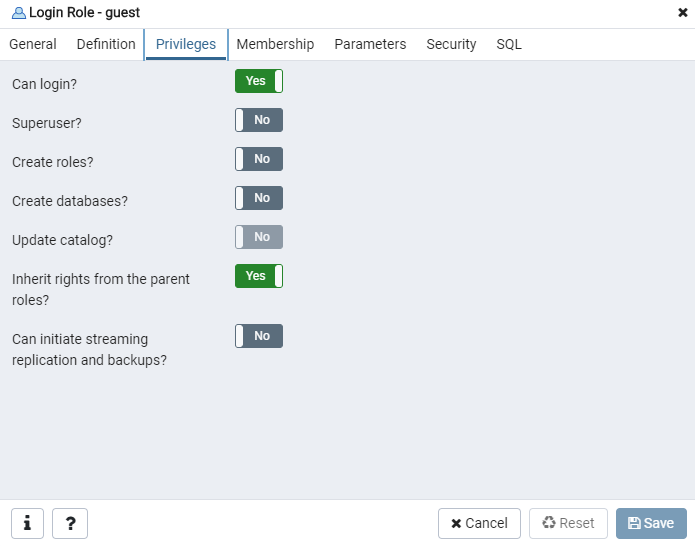 Login Role - guest
General Definition Privileges Membership Parameters Security SQL
Can login? Yes
Superuser? No
Create roles? No
Create databases? No
Update catalog? No
Inherit rights from the parent Yes
roles?
Can initiate streaming No
replication and backups?
i ? Cancel Reset Save